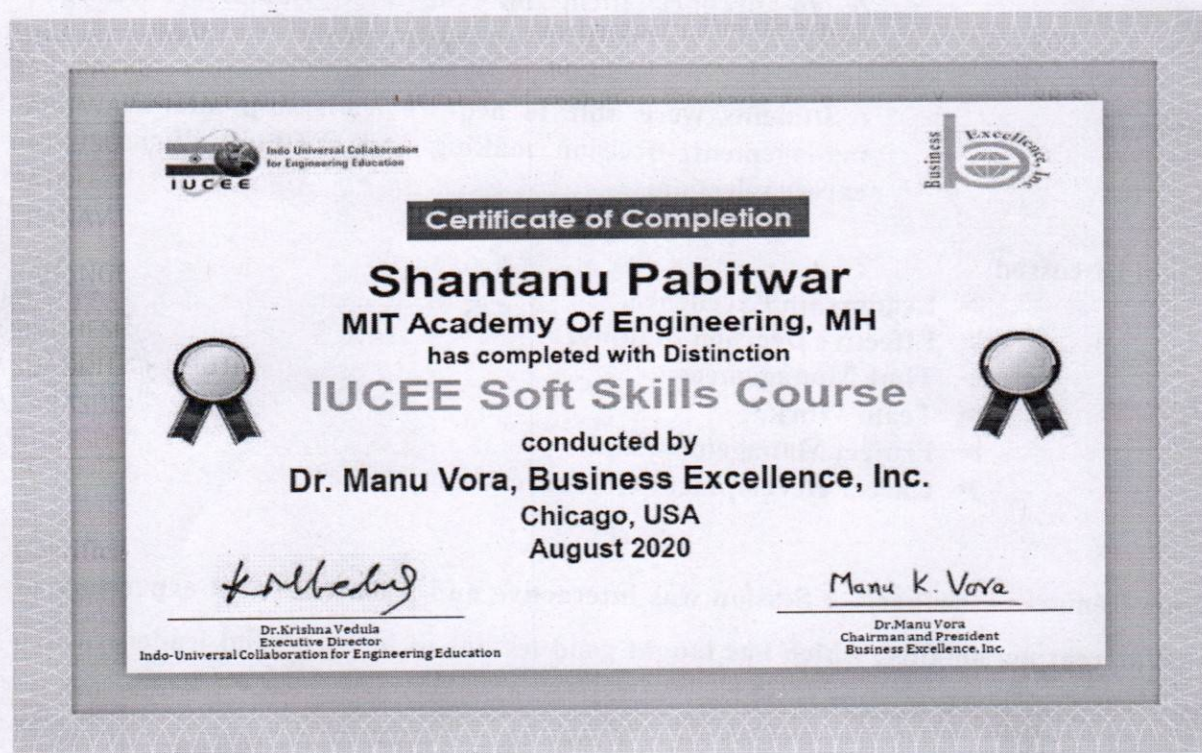 Indo Universal Collaboration
for Engineering Education
IUCEE
Business Excellence, Inc.
Certificate of Completion
Shantanu Pabitwar
MIT Academy Of Engineering, MH
has completed with Distinction
IUCEE Soft Skills Course
conducted by
Dr. Manu Vora, Business Excellence, Inc.
Chicago, USA
August 2020
Manu K. Vora
Dr.Krishna Vedula
Executive Director
Indo-Universal Collaboration for Engineering Education
Dr.Manu Vora
Chairman and President
Business Excellence, Inc.